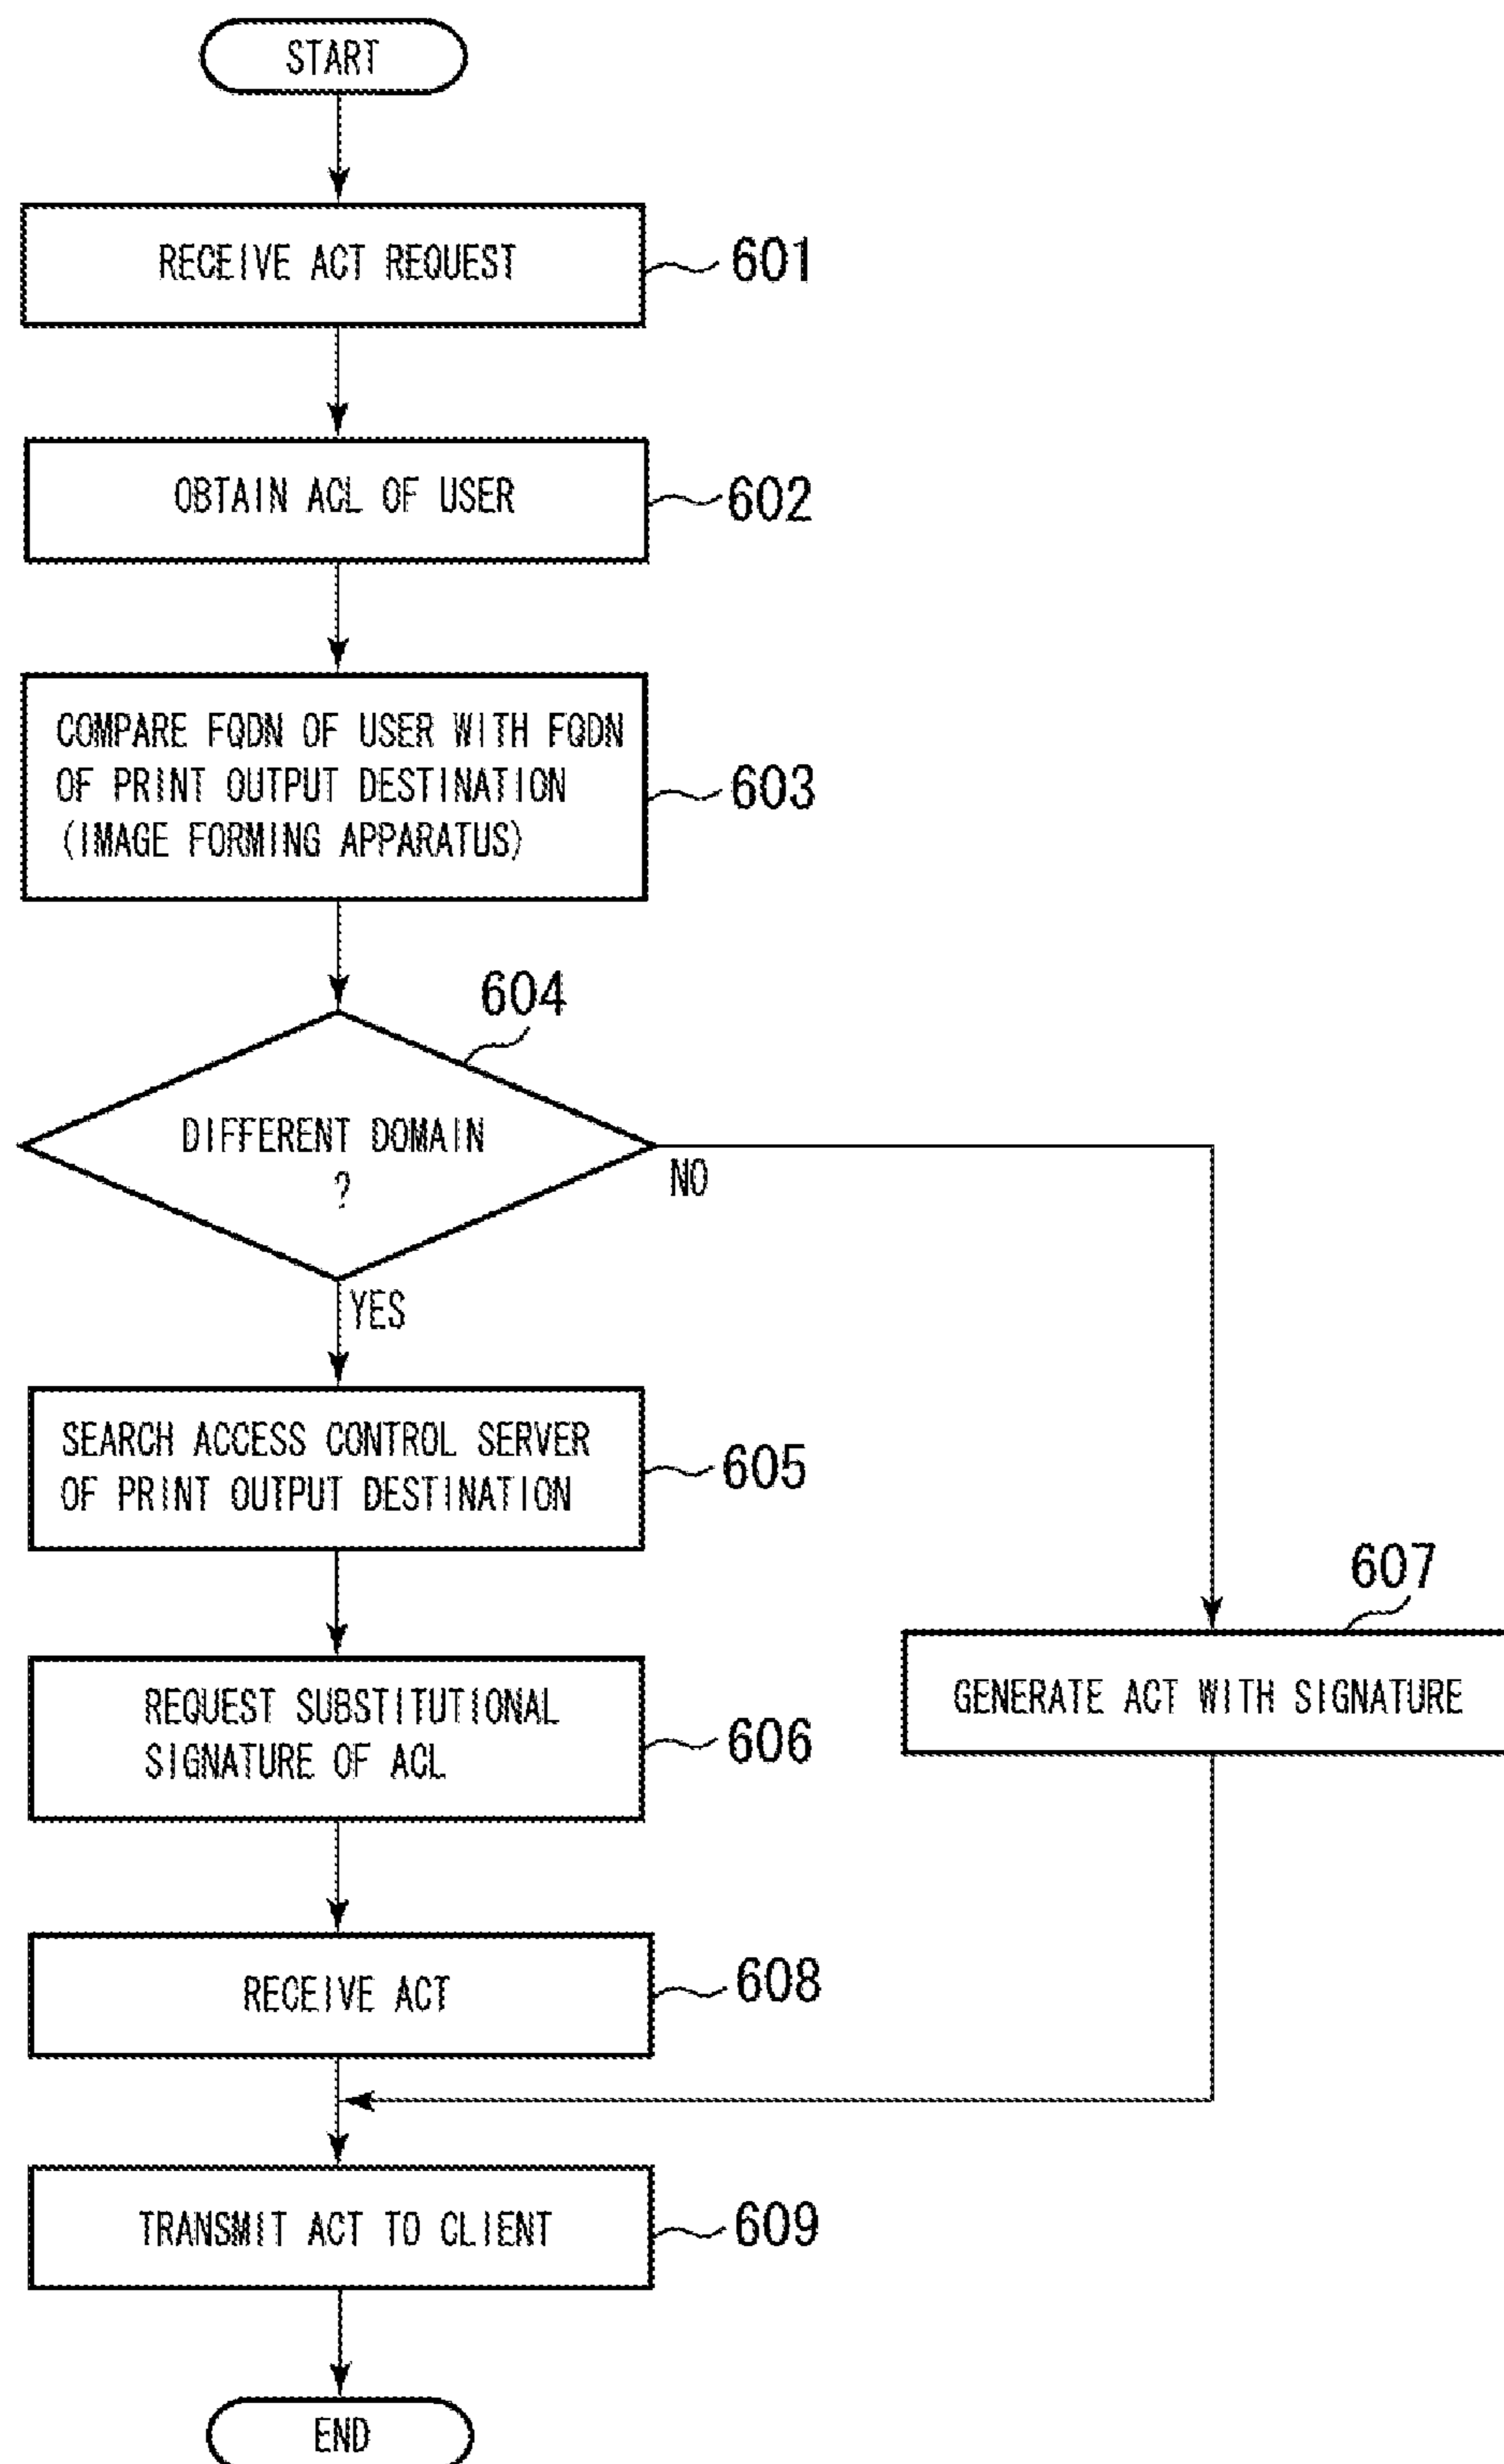 START
RECEIVE ACT REQUEST
601
OBTAIN ACL OF USER
602
COMPARE FQDN OF USER WITH FQDN
OF PRINT OUTPUT DESTINATION
(IMAGE FORMING APPARATUS)
603
604
DIFFERENT DOMAIN
?
NO
YES
SEARCH ACCESS CONTROL SERVER
OF PRINT OUTPUT DESTINATION
605
607
GENERATE ACT WITH SIGNATURE
REQUEST SUBSTITUTIONAL
SIGNATURE OF ACL
606
RECEIVE ACT
608
TRANSMIT ACT TO CLIENT
609
END